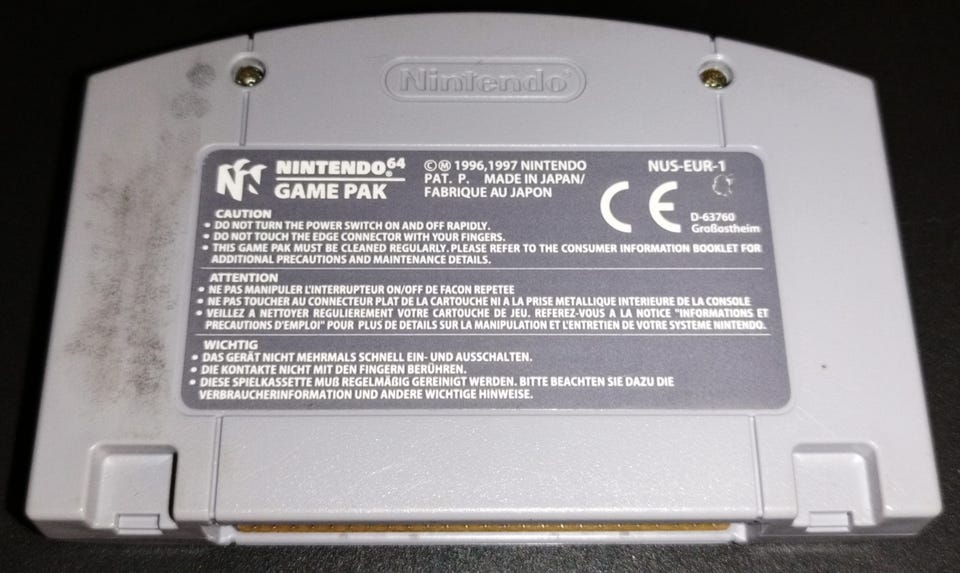 Nintendo
NINTENDO64
GAME PAK
©Ⓜ 1996,1997 NINTENDO
PAT. P. MADE IN JAPAN/
FABRIQUE AU JAPON
NUS-EUR-1
CE
D-63760
Großostheim
CAUTION
• DO NOT TURN THE POWER SWITCH ON AND OFF RAPIDLY.
• DO NOT TOUCH THE EDGE CONNECTOR WITH YOUR FINGERS.
• THIS GAME PAK MUST BE CLEANED REGULARLY. PLEASE REFER TO THE CONSUMER INFORMATION BOOKLET FOR
ADDITIONAL PRECAUTIONS AND MAINTENANCE DETAILS.
ATTENTION
• NE PAS MANIPULER L'INTERRUPTEUR ON/OFF DE FACON REPETEE
• NE PAS TOUCHER AU CONNECTEUR PLAT DE LA CARTOUCHE NI A LA PRISE METALLIQUE INTERIEURE DE LA CONSOLE
• VEILLEZ A NETTOYER REGULIEREMENT VOTRE CARTOUCHE DE JEU. REFEREZ-VOUS A LA NOTICE "INFORMATIONS ET
PRECAUTIONS D'EMPLOI" POUR PLUS DE DETAILS SUR LA MANIPULATION ET L'ENTRETIEN DE VOTRE SYSTEME NINTENDO.
WICHTIG
• DAS GERÄT NICHT MEHRMALS SCHNELL EIN- UND AUSSCHALTEN.
• DIE KONTAKTE NICHT MIT DEN FINGERN BERÜHREN.
• DIESE SPIELKASSETTE MUß REGELMÄßIG GEREINIGT WERDEN. BITTE BEACHTEN SIE DAZU DIE
VERBRAUCHERINFORMATION UND ANDERE WICHTIGE HINWEISE.